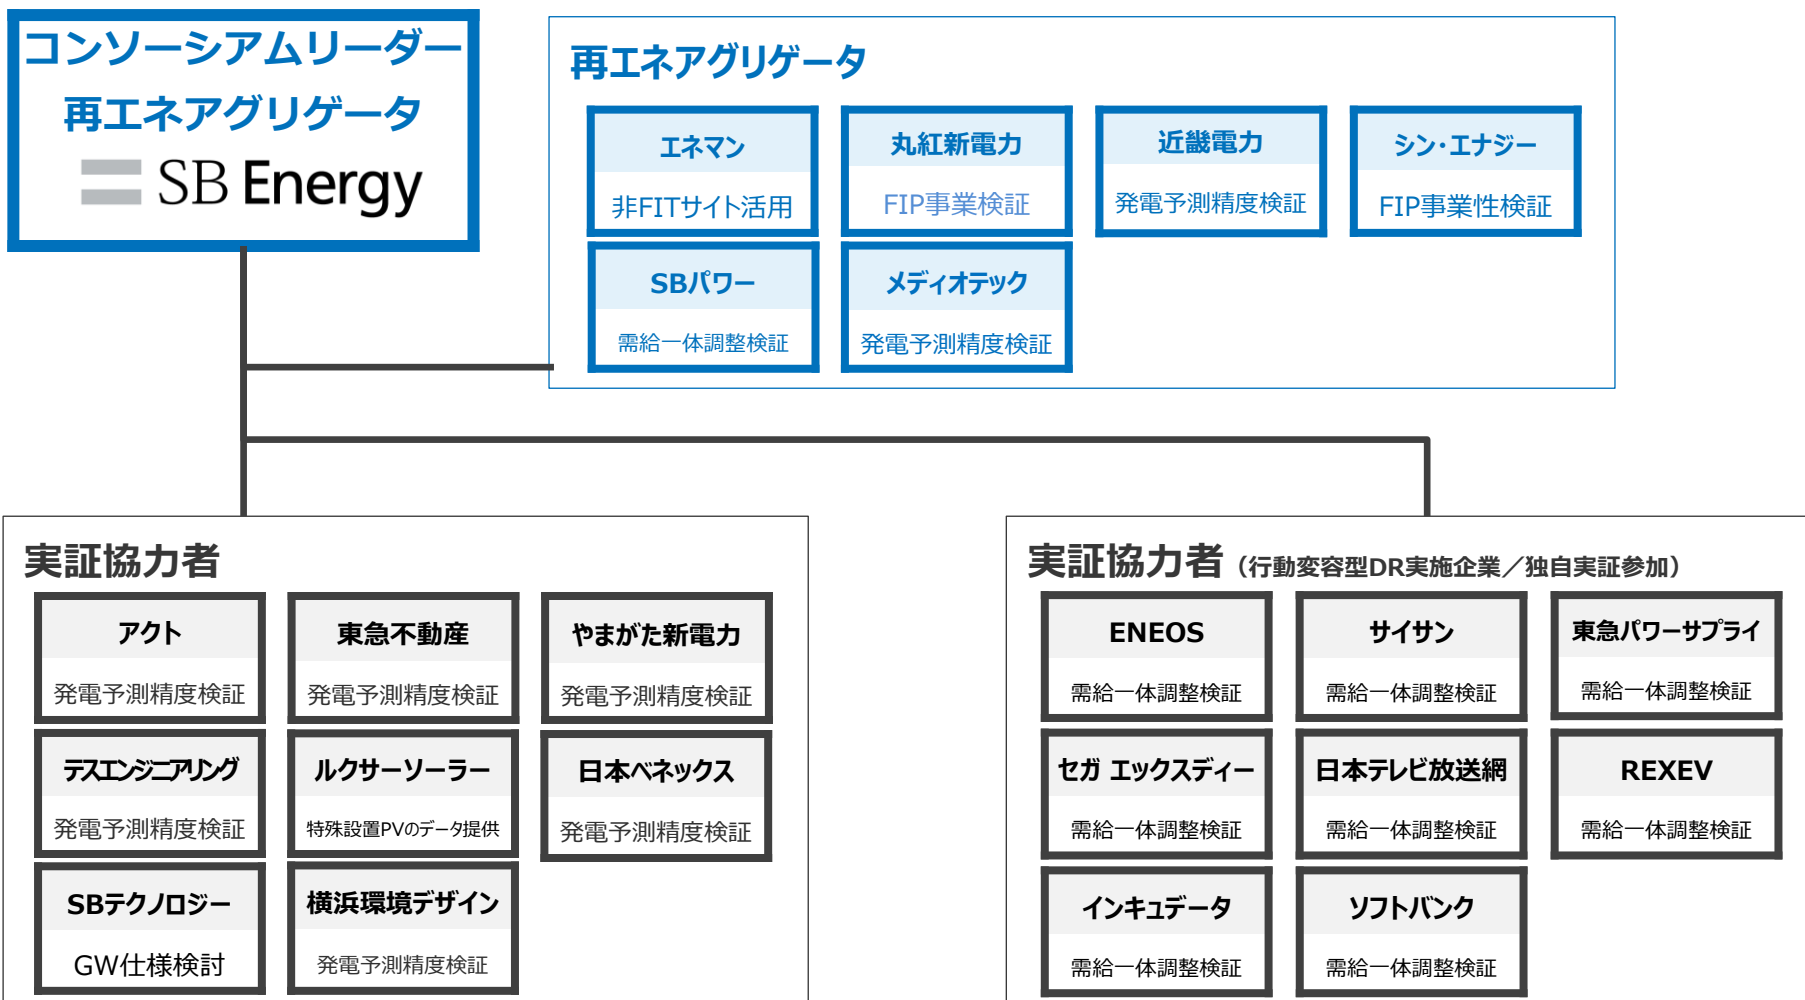 コンソーシアムリーダー
再エネアグリゲータ
SB Energy
再エネアグリゲータ
エネマン
非FITサイト活用
丸紅新電力
FIP事業検証
近畿電力
発電予測精度検証
シン・エナジー
FIP事業性検証
SBパワー
需給一体調整検証
メディオテック
発電予測精度検証
実証協力者
アクト
発電予測精度検証
東急不動産
発電予測精度検証
やまがた新電力
発電予測精度検証
テスエンジニアリング
発電予測精度検証
ルクサーソーラー
特殊設置PVのデータ提供
日本ベネックス
発電予測精度検証
SBテクノロジー
GW仕様検討
横浜環境デザイン
発電予測精度検証
実証協力者（行動変容型DR実施企業／独自実証参加）
ENEOS
需給一体調整検証
サイサン
需給一体調整検証
東急パワーサプライ
需給一体調整検証
セガ エックスディー
需給一体調整検証
日本テレビ放送網
需給一体調整検証
REXEV
需給一体調整検証
インキュデータ
需給一体調整検証
ソフトバンク
需給一体調整検証